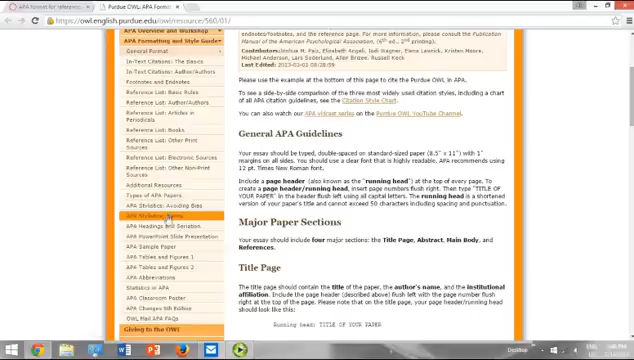 APA format for reference...
Purdue OWL: APA Form...
https://owl.english.purdue.edu/owl/resource/560/01/
APA Overview and Workshop
APA Formatting and Style Guide
General Format
In-Text Citations: The Basics
In-Text Citations: Author/Authors
Footnotes and Endnotes
Reference List: Basic Rules
Reference List: Author/Authors
Reference List: Articles in
Periodicals
Reference List: Books
Reference List: Other Print
Sources
Reference List: Electronic Sources
Reference List: Other Non-Print
Sources
Additional Resources
Types of APA Papers
APA Stylistics: Avoiding Bias
APA Stylistics:
APA Headings and Seriation
APA PowerPoint Slide Presentation
APA Sample Paper
APA Tables and Figures 1
APA Tables and Figures 2
APA Abbreviations
Statistics in APA
APA Classroom Poster
APA Changes 6th Edition
OWL Mail APA FAQs
Giving to the OWL
endnotes/footnotes, and the reference page. For more information, please consult the Publication
Manual of the American Psychological Association, (6th ed., 2nd printing).
Contributors: Joshua M. Paiz, Elizabeth Angeli, Jodi Wagner, Elena Lawrick, Kristen Moore,
Michael Anderson, Lars Soderlund, Allen Brizee, Russell Keck
Last Edited:
Please use the example at the bottom of this page to cite the Purdue OWL in APA.
To see a side-by-side comparison of the three most widely used citation styles, including a chart
of all APA citation guidelines, see the Citation Style Chart.
You can also watch our APA vidcast series on the Purdue OWL YouTube Channel.
General APA Guidelines
Your essay should be typed, double-spaced on standard-sized paper (8.5" x 11") with 1"
margins on all sides. You should use a clear font that is highly readable. APA recommends using
12 pt. Times New Roman font.
Include a page header (also known as the "running head") at the top of every page. To
create a page header/running head, insert page numbers flush right. Then type "TITLE OF
YOUR PAPER" in the header flush left using all capital letters. The running head is a shortened
version of your paper's title and cannot exceed 50 characters including spacing and punctuation.
Major Paper Sections
Your essay should include four major sections: the Title Page, Abstract, Main Body, and
References.
Title Page
The title page should contain the title of the paper, the author's name, and the institutional
affiliation. Include the page header (described above) flush left with the page number flush
right at the top of the page. Please note that on the title page, your page header/running head
should look like this:
Running head: TITLE OF YOUR PAPER
Desktop